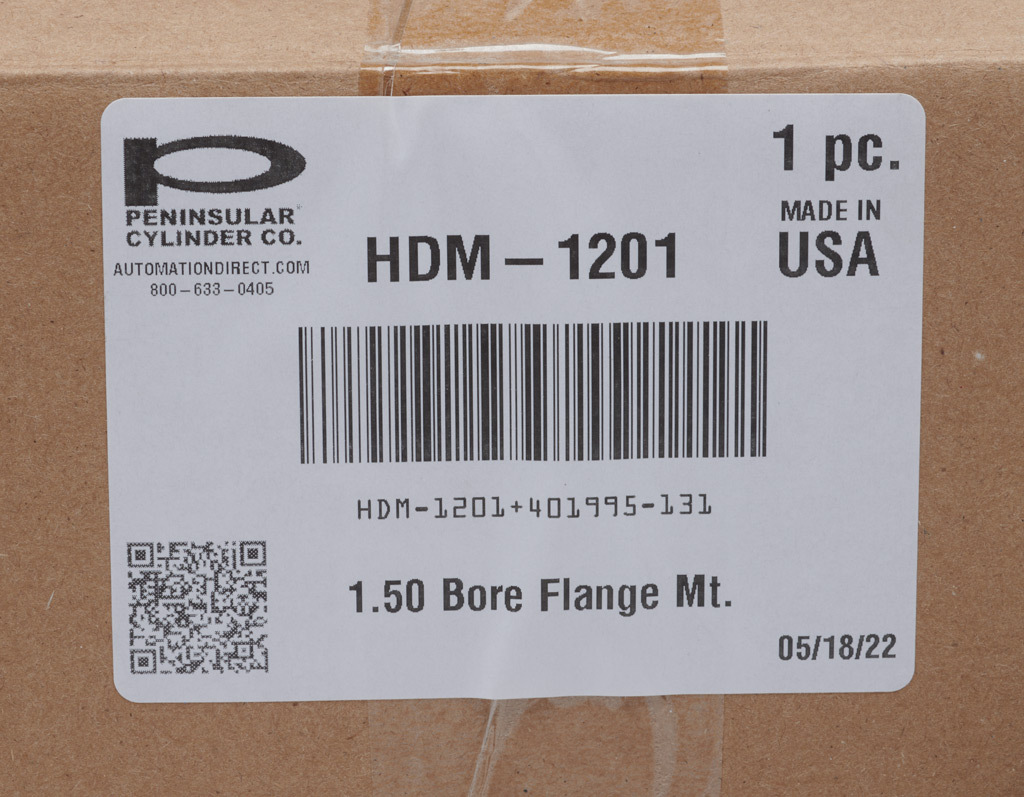 PENINSULAR
CYLINDER CO.
AUTOMATIONDIRECT.COM
800-633-0405
1 pc.
MADE IN
USA
HDM-1201
HDM-1201+401995-131
1.50 Bore Flange Mt.
05/18/22